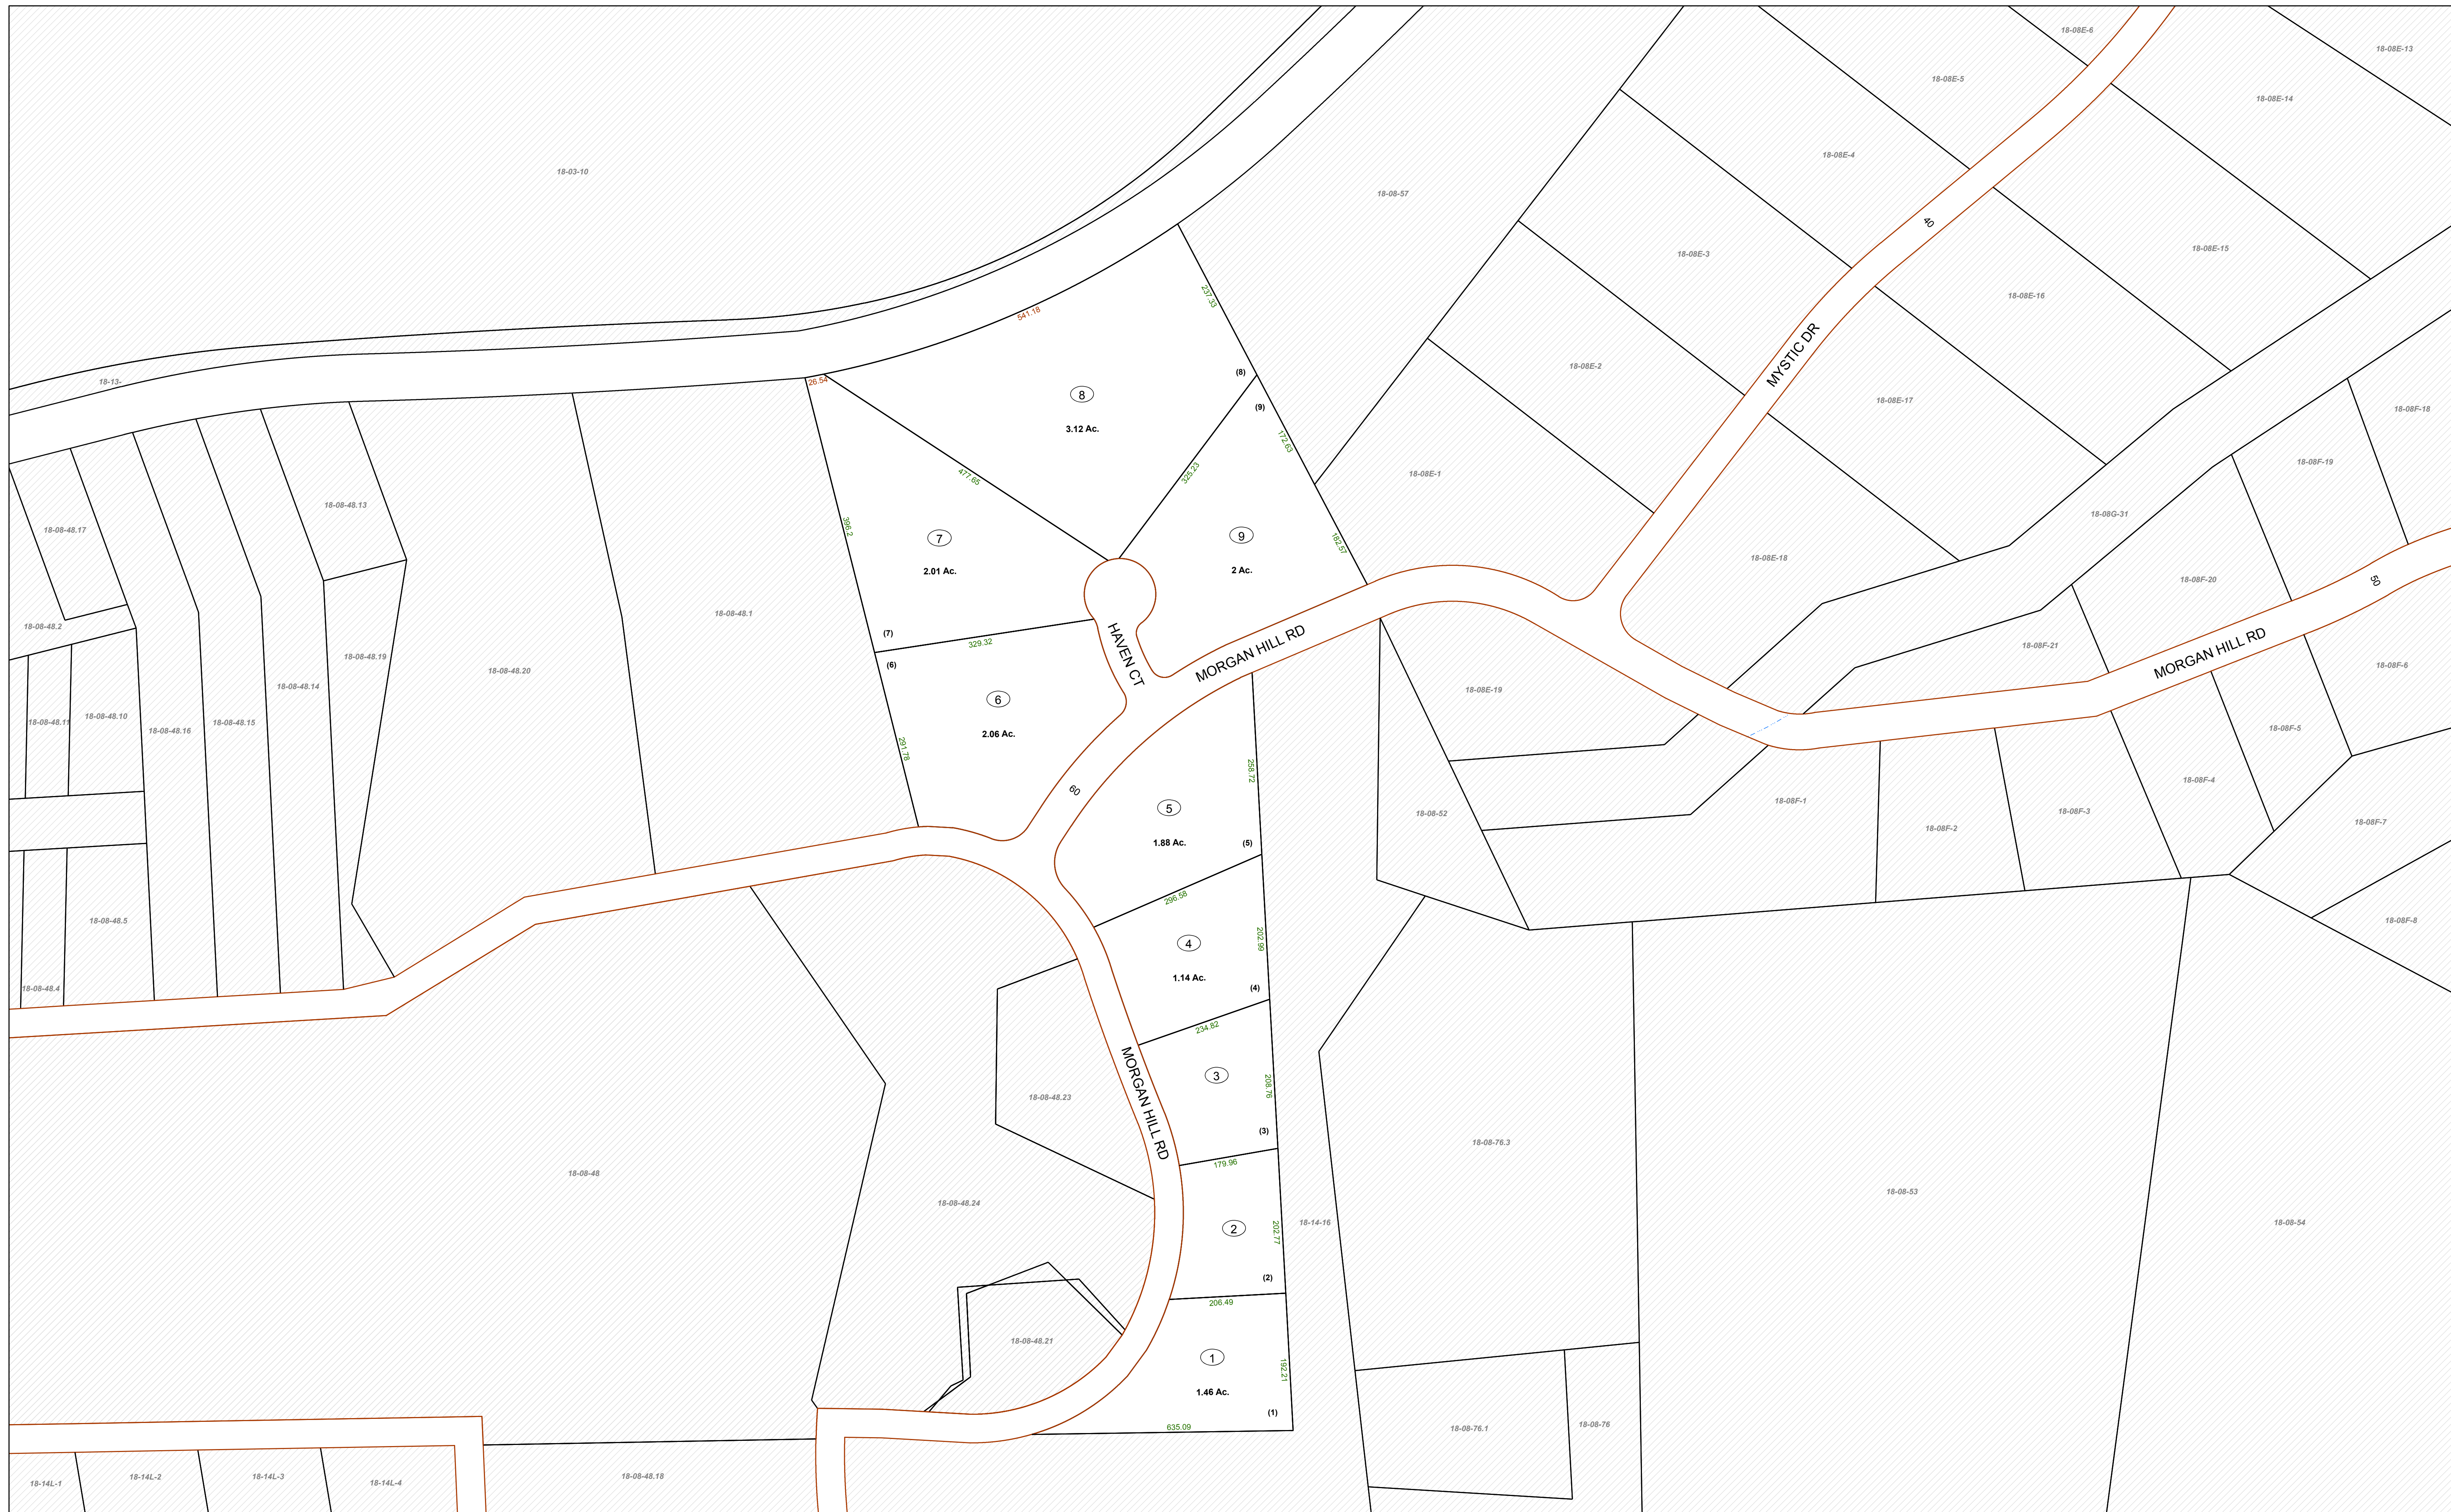 18-08E-6
18-08E-13
18-08E-5
18-08E-14
18-08E-4
18-03-10
18-08-57
40
18-08E-3
18-08E-15
237.33
18-08E-16
541.18
MYSTIC DR
18-08E-2
(8)
18-13-
26.54
8
18-08E-17
(9)
18-08F-18
3.12 Ac.
172.63
18-08F-19
477.65
325.23
18-08E-1
18-08-48.13
18-08G-31
396.2
18-08-48.17
7
9
182.57
18-08E-18
2.01 Ac.
2 Ac.
18-08F-20
50
18-08-48.1
18-08-48.2
(7)
329.32
HAVEN CT
MORGAN HILL RD
MORGAN HILL RD
18-08F-21
18-08-48.19
18-08-48.20
(6)
18-08F-6
18-08-48.14
6
18-08E-19
18-08-48.11
18-08-48.10
18-08-48.15
18-08-48.16
2.06 Ac.
18-08F-5
291.78
258.72
18-08F-4
60
5
18-08F-1
18-08-52
18-08F-3
18-08F-7
18-08F-2
1.88 Ac.
(5)
296.58
18-08-48.5
18-08F-8
4
202.99
1.14 Ac.
(4)
18-08-48.4
234.82
3
208.76
18-08-48.23
MORGAN HILL RD
(3)
18-08-76.3
179.96
18-08-48
18-08-53
18-08-48.24
2
202.77
18-14-16
18-08-54
(2)
206.49
18-08-48.21
1
192.21
1.46 Ac.
(1)
635.09
18-08-76.1
18-08-76
18-08-48.18
18-14L-1
18-14L-2
18-14L-3
18-14L-4